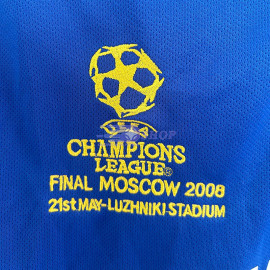 UEFA
CHAMPIONS
LEAGUE®
FINAL MOSCOW 2008
21st.MAY-LUZHNIKI STADIUM